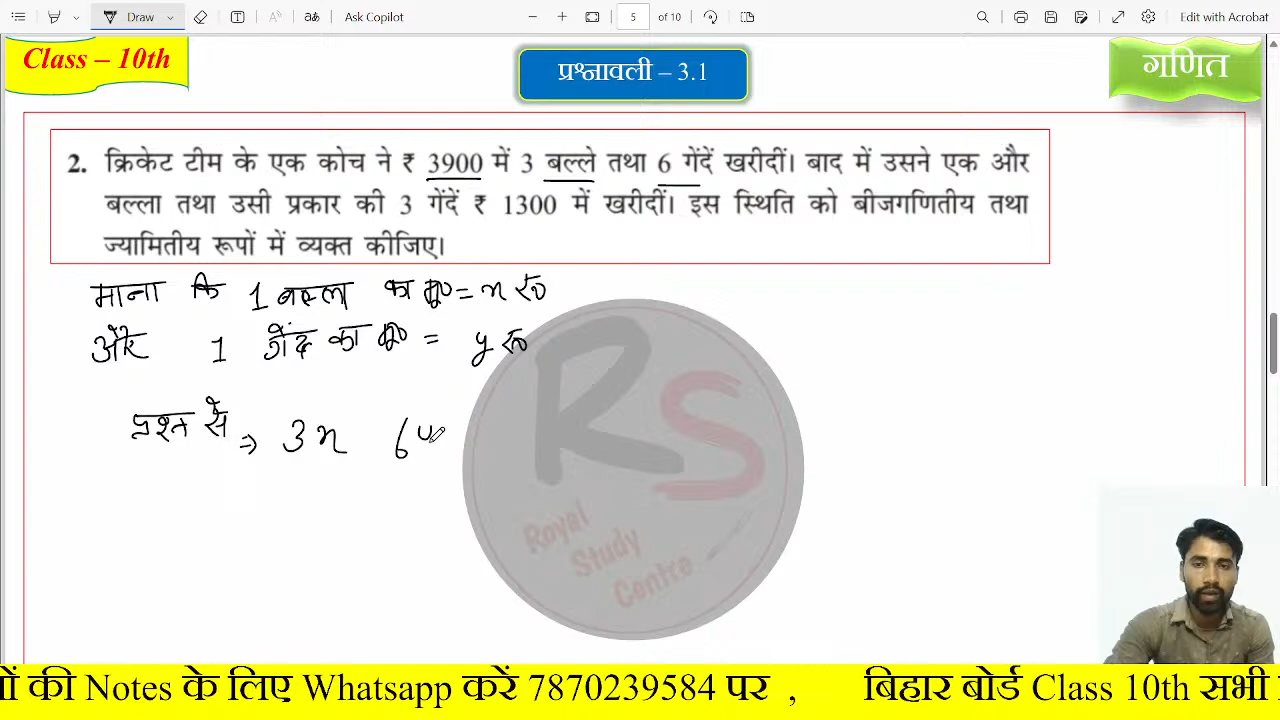 Draw
Ask Copilot
5 of 10
Edit with Acrobat
Class – 10th
प्रश्नावली – 3.1
गणित
2. क्रिकेट टीम के एक कोच ने ₹ 3900 में 3 बल्ले तथा 6 गेंदें खरीदीं। बाद में उसने एक और
बल्ला तथा उसी प्रकार की 3 गेंदें ₹ 1300 में खरीदीं। इस स्थिति को बीजगणितीय तथा
ज्यामितीय रूपों में व्यक्त कीजिए।
माना कि 1 बल्ला का मू० = x रु०
और 1 गेंद का मू० = y रु०
प्रश्न से ⇒ 3x 6y
RS
Royal
Study
Centre
की Notes के लिए Whatsapp करें 7870239584 पर , बिहार बोर्ड Class 10th सभी